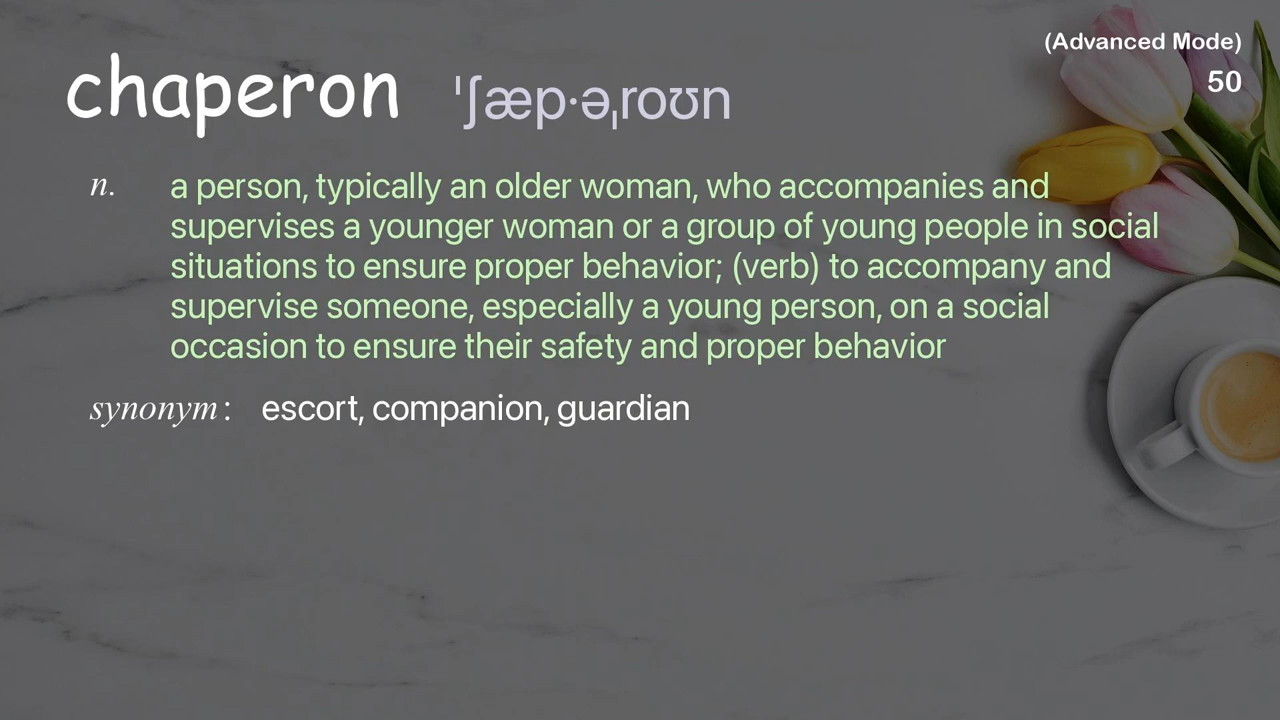 (Advanced Mode)
50
chaperon ˈʃæp·əˌroʊn
n. a person, typically an older woman, who accompanies and
supervises a younger woman or a group of young people in social
situations to ensure proper behavior; (verb) to accompany and
supervise someone, especially a young person, on a social
occasion to ensure their safety and proper behavior
synonym: escort, companion, guardian